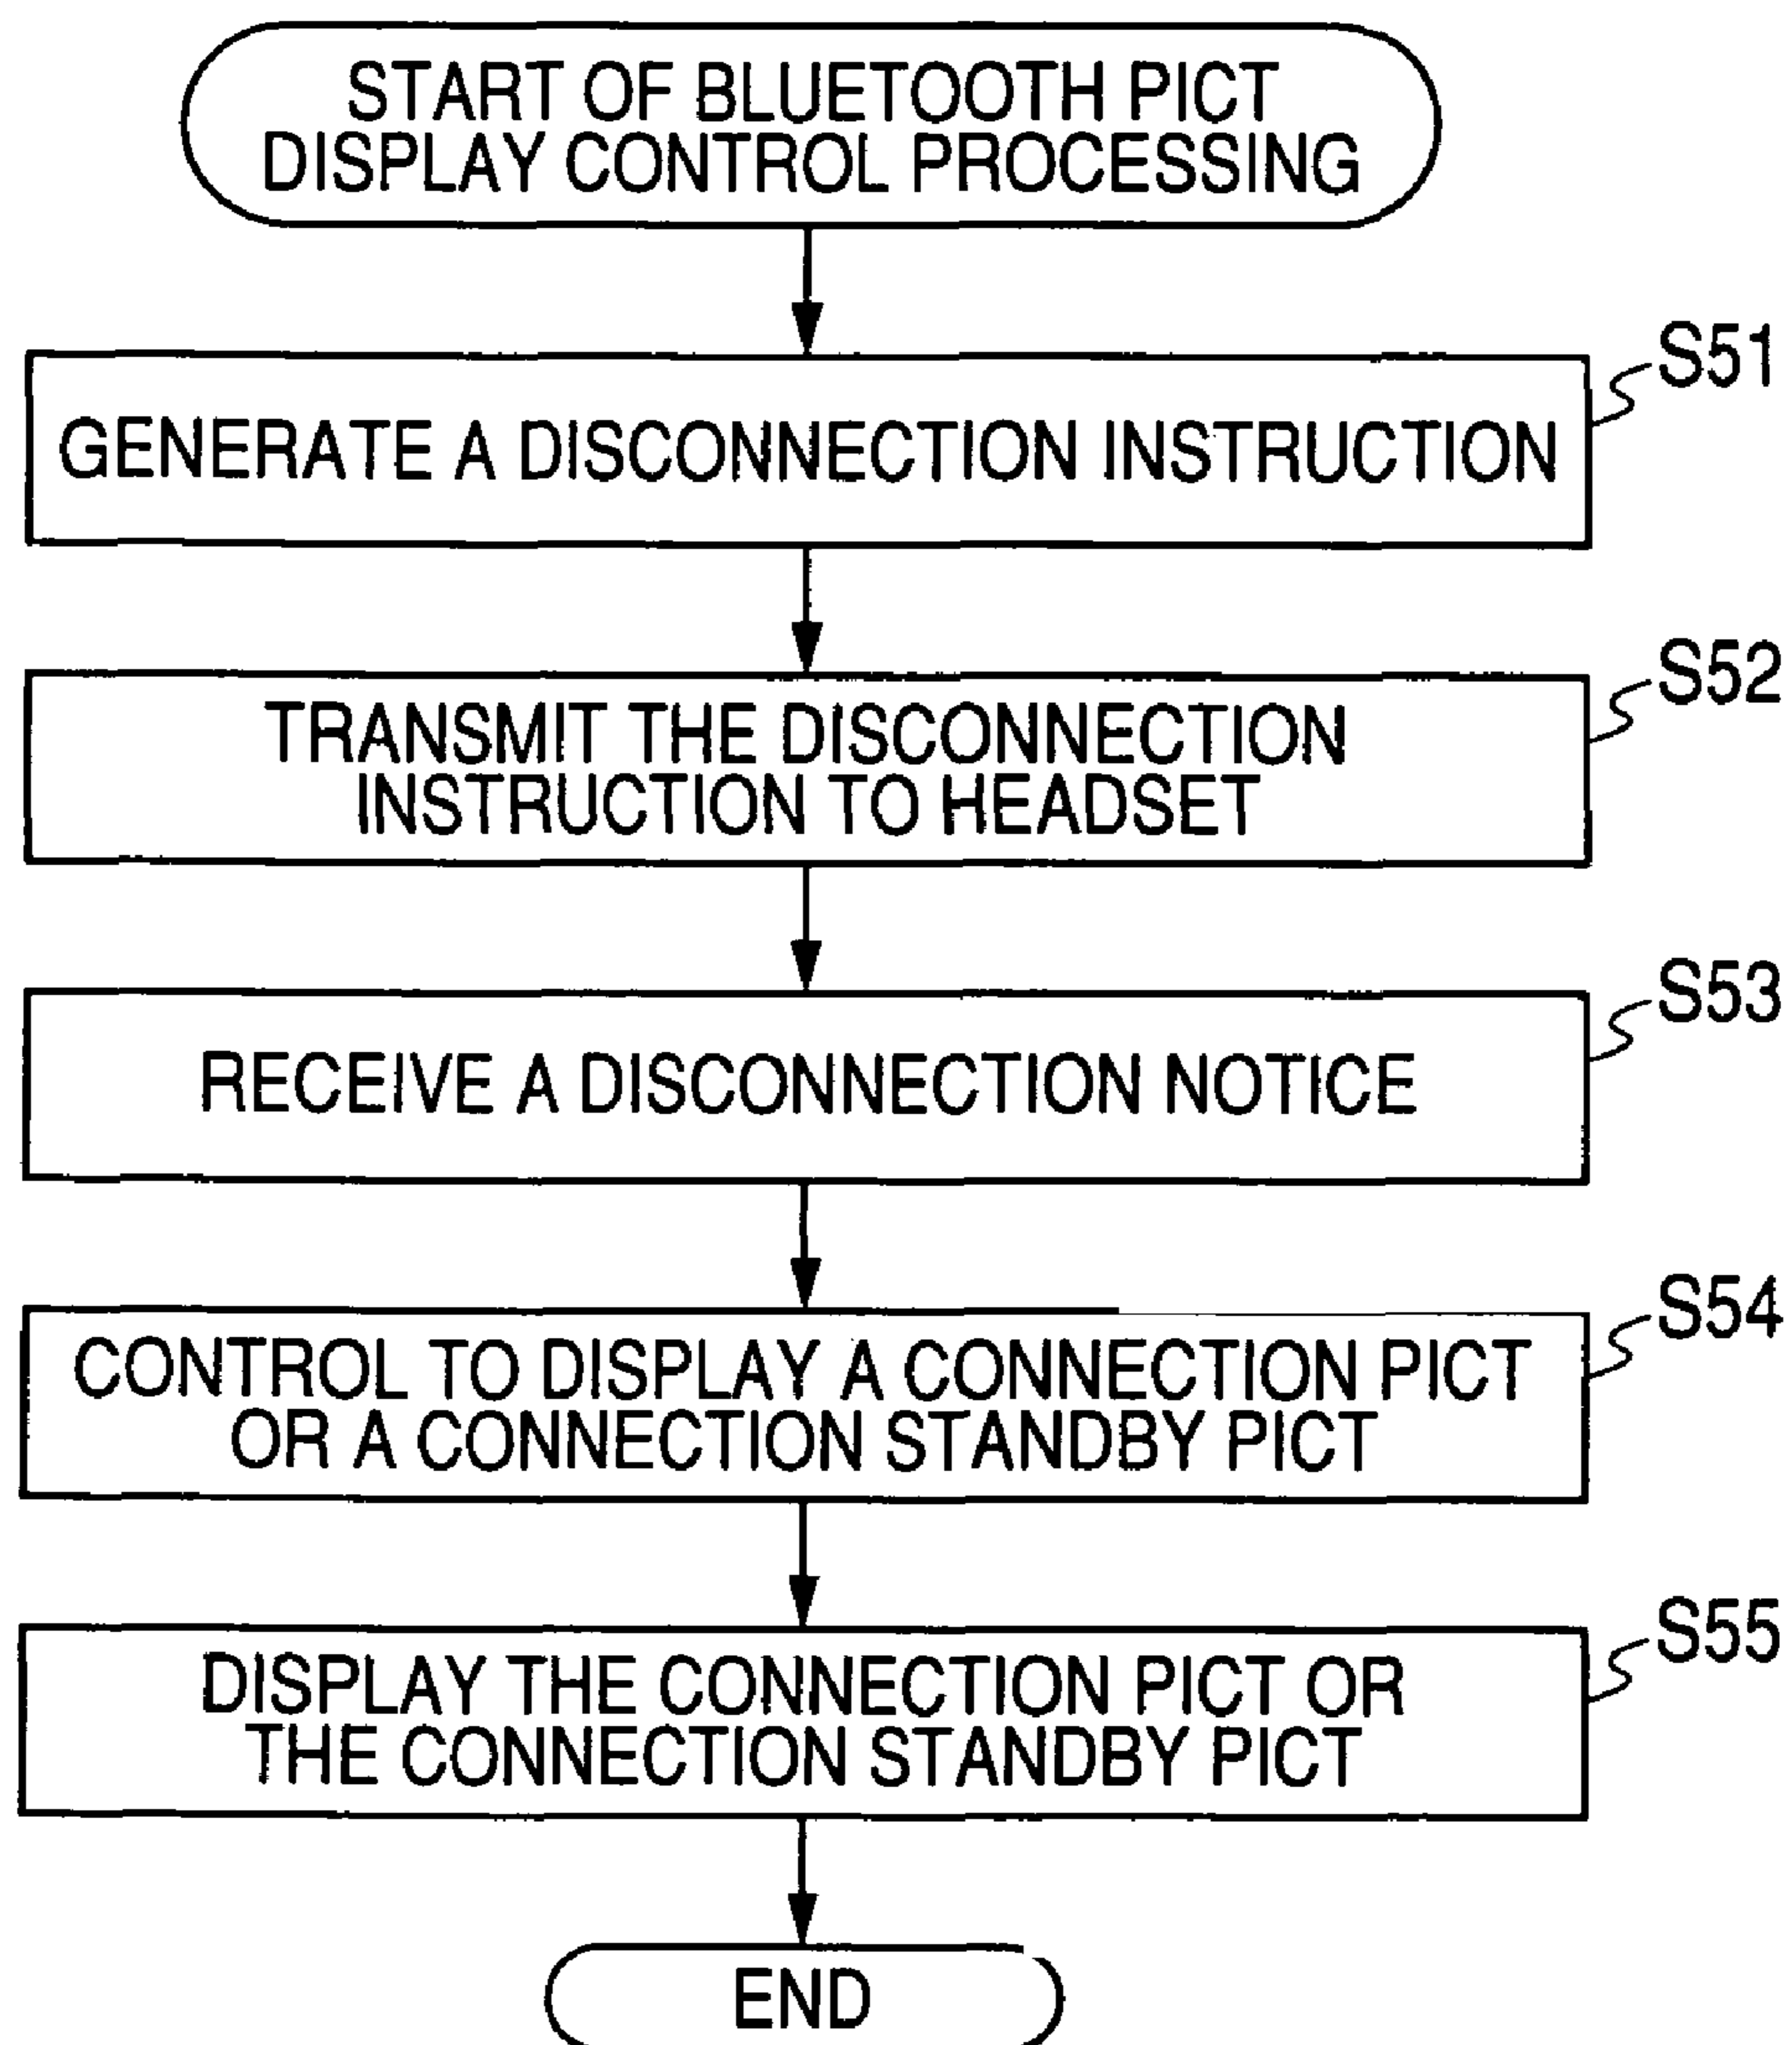 START OF BLUETOOTH PICT
DISPLAY CONTROL PROCESSING
S51
GENERATE A DISCONNECTION INSTRUCTION
S52
TRANSMIT THE DISCONNECTION
INSTRUCTION TO HEADSET
S53
RECEIVE A DISCONNECTION NOTICE
S54
CONTROL TO DISPLAY A CONNECTION PICT
OR A CONNECTION STANDBY PICT
S55
DISPLAY THE CONNECTION PICT OR
THE CONNECTION STANDBY PICT
END